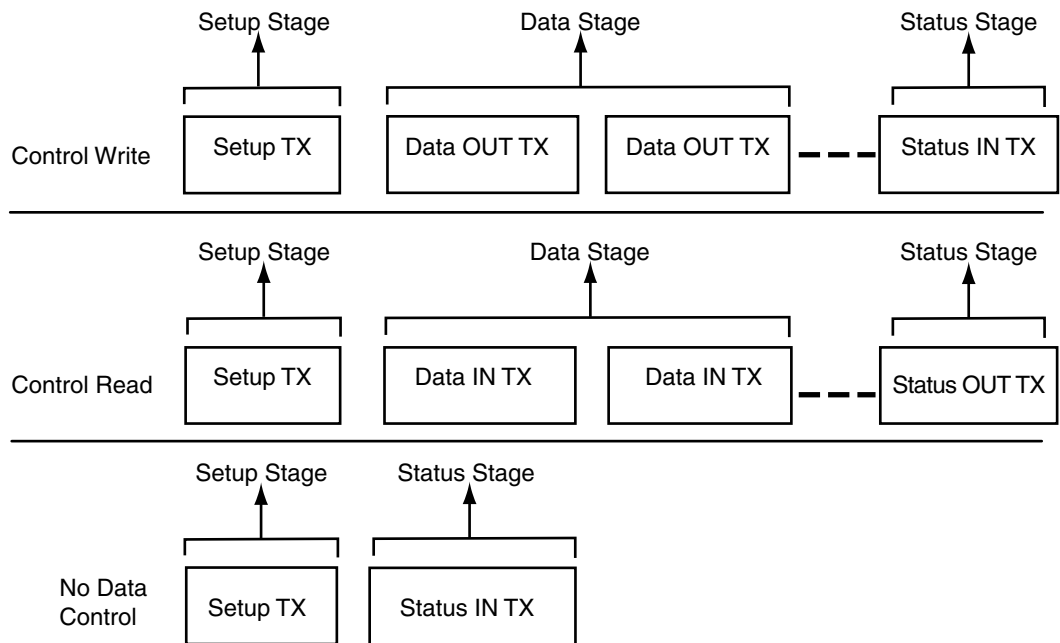 Setup Stage Data Stage Status Stage
Control Write Setup TX Data OUT TX Data OUT TX Status IN TX
Setup Stage Data Stage Status Stage
Control Read Setup TX Data IN TX Data IN TX Status OUT TX
Setup Stage Status Stage
No Data
Control Setup TX Status IN TX